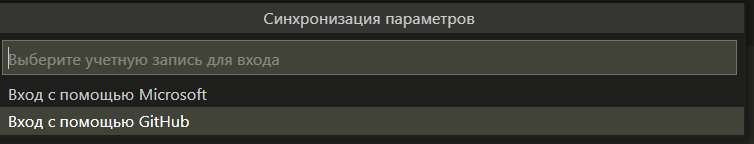 Синхронизация параметров
Выберите учетную запись для входа
Вход с помощью Microsoft
Вход с помощью GitHub